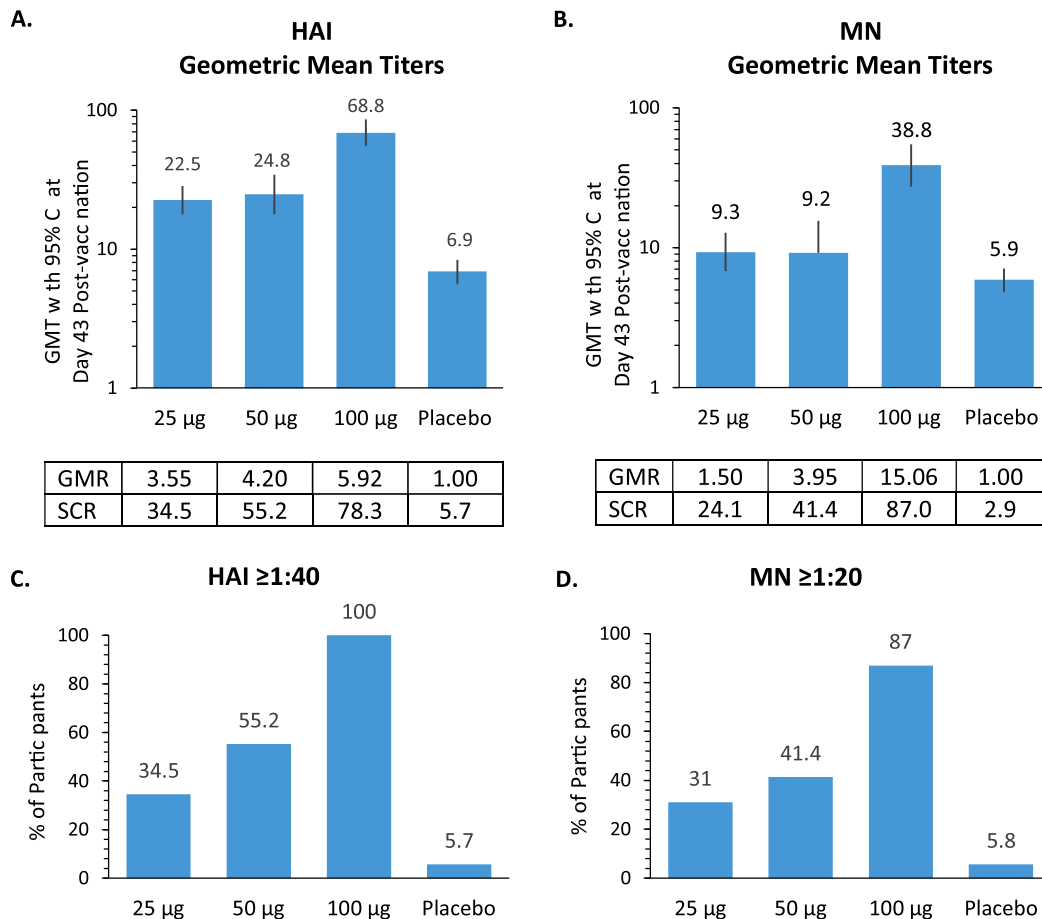 A.
HAI
Geometric Mean Titers
GMT w th 95% C at
Day 43 Post-vacc nation
100
10
1
22.5
24.8
68.8
6.9
25 µg 50 µg 100 µg Placebo
GMR 3.55 4.20 5.92 1.00
SCR 34.5 55.2 78.3 5.7
B.
MN
Geometric Mean Titers
GMT w th 95% C at
Day 43 Post-vacc nation
100
10
1
9.3
9.2
38.8
5.9
25 µg 50 µg 100 µg Placebo
GMR 1.50 3.95 15.06 1.00
SCR 24.1 41.4 87.0 2.9
C.
HAI ≥1:40
% of Partic pants
100
80
60
40
20
0
34.5
55.2
100
5.7
25 µg 50 µg 100 µg Placebo
D.
MN ≥1:20
% of Partic pants
100
80
60
40
20
0
31
41.4
87
5.8
25 µg 50 µg 100 µg Placebo